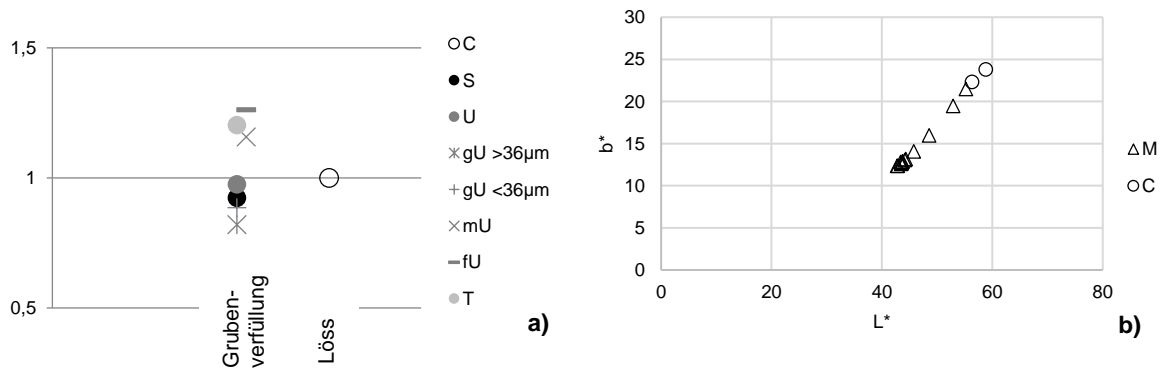 1,5
1
0,5
Gruben-
verfüllung
Löss
C
S
U
gU >36µm
gU <36µm
mU
fU
T
a)
30
25
20
15
10
5
0
b*
0 20 40 60 80
L*
M
C
b)